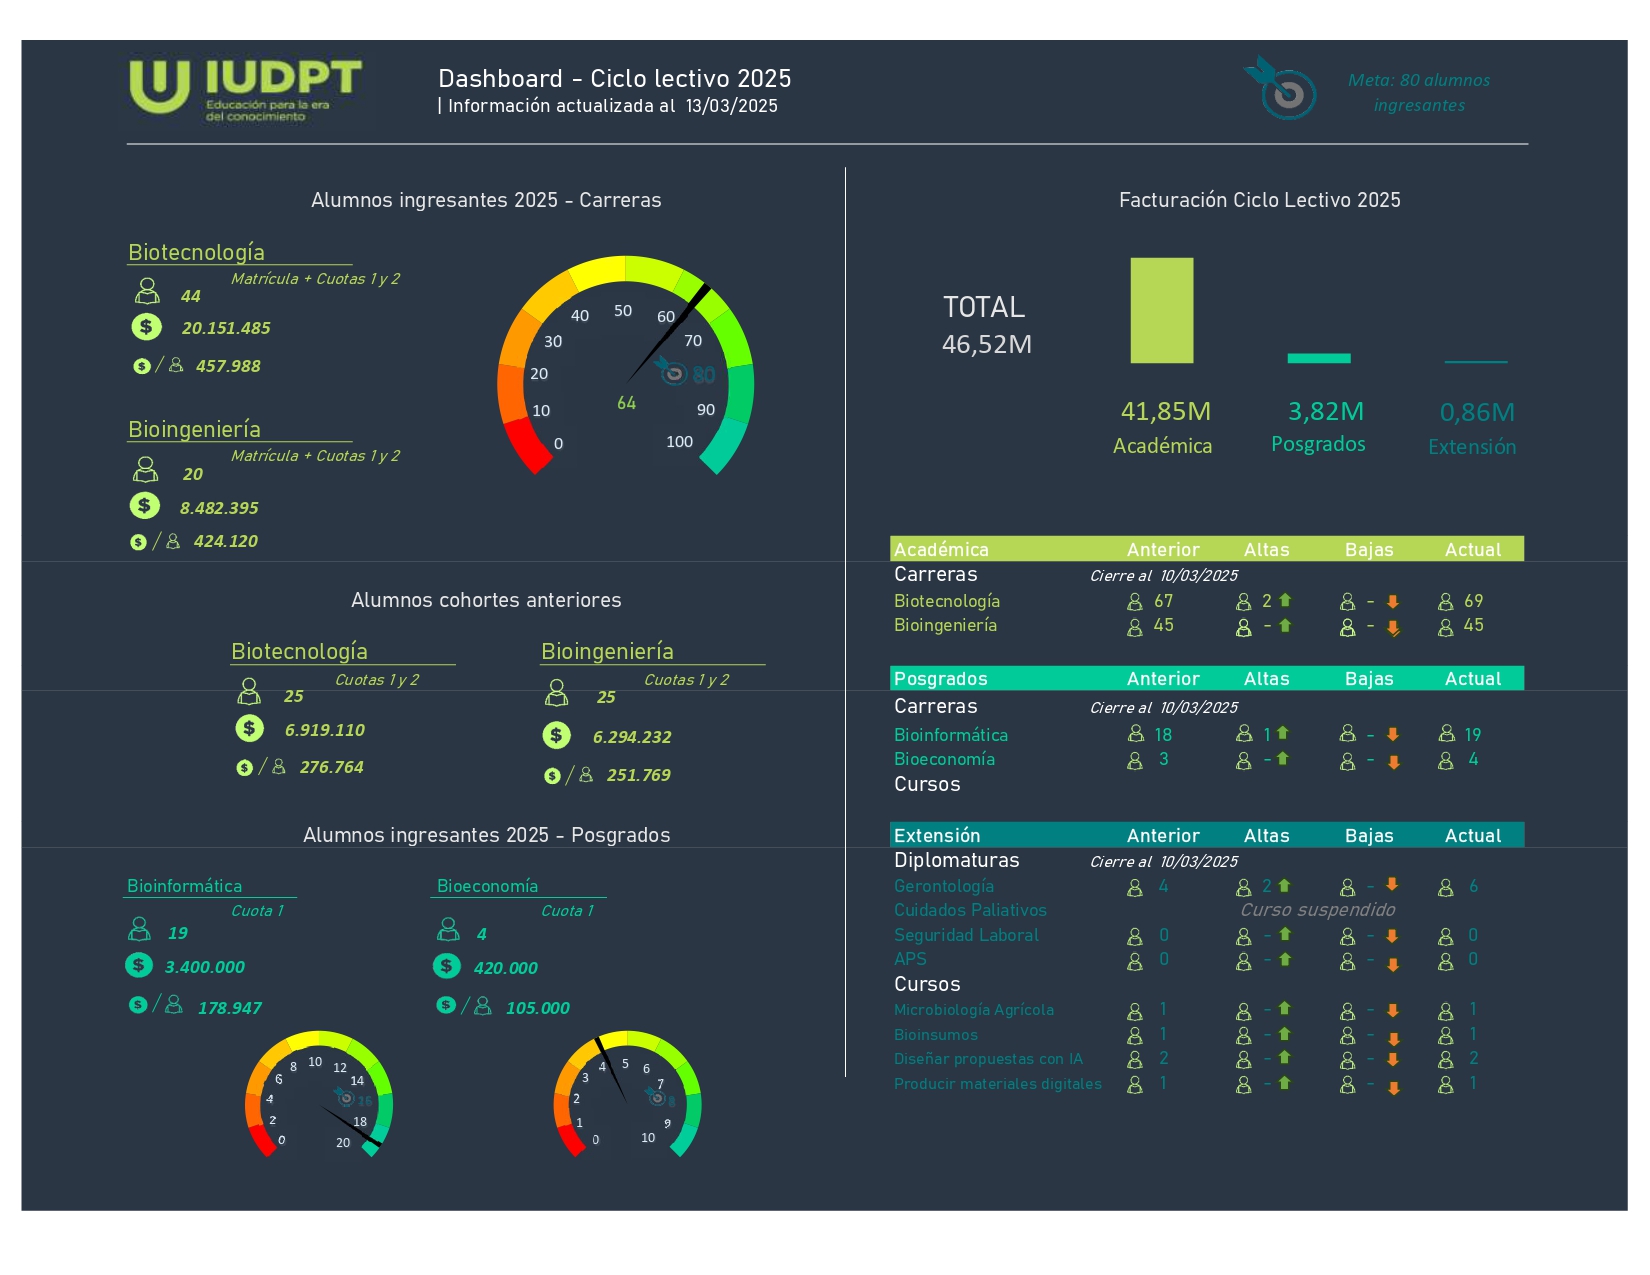 IUDPT
Educación para la era
del conocimiento
Dashboard - Ciclo lectivo 2025
| Información actualizada al 13/03/2025
Meta: 80 alumnos
ingresantes
Alumnos ingresantes 2025 - Carreras
Biotecnología
Matrícula + Cuotas 1 y 2
44
$ 20.151.485
$ / 457.988
Bioingeniería
Matrícula + Cuotas 1 y 2
20
$ 8.482.395
$ / 424.120
0
10
20
30
40
50
60
70
80
90
100
64
Alumnos cohortes anteriores
Biotecnología
Cuotas 1 y 2
25
$ 6.919.110
$ / 276.764
Bioingeniería
Cuotas 1 y 2
25
$ 6.294.232
$ / 251.769
Alumnos ingresantes 2025 - Posgrados
Bioinformática
Cuota 1
19
$ 3.400.000
$ / 178.947
0
2
4
6
8
10
12
14
16
18
20
Bioeconomía
Cuota 1
4
$ 420.000
$ / 105.000
0
1
2
3
4
5
6
7
8
9
10
Facturación Ciclo Lectivo 2025
TOTAL
46,52M
41,85M
Académica
3,82M
Posgrados
0,86M
Extensión
Académica Anterior Altas Bajas Actual
Carreras Cierre al 10/03/2025
Biotecnología 67 2 - 69
Bioingeniería 45 - - 45
Posgrados Anterior Altas Bajas Actual
Carreras Cierre al 10/03/2025
Bioinformática 18 1 - 19
Bioeconomía 3 - - 4
Cursos
Extensión Anterior Altas Bajas Actual
Diplomaturas Cierre al 10/03/2025
Gerontología 4 2 - 6
Cuidados Paliativos Curso suspendido
Seguridad Laboral 0 - - 0
APS 0 - - 0
Cursos
Microbiología Agrícola 1 - - 1
Bioinsumos 1 - - 1
Diseñar propuestas con IA 2 - - 2
Producir materiales digitales 1 - - 1